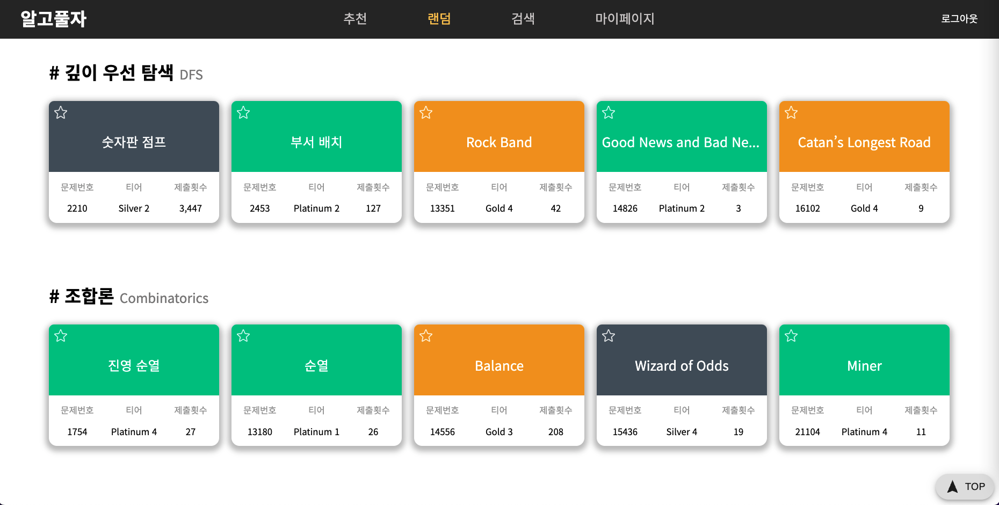 알고풀자 추천 랜덤 검색 마이페이지 로그아웃
# 깊이 우선 탐색 DFS
숫자판 점프
문제번호 티어 제출횟수
2210 Silver 2 3,447
부서 배치
문제번호 티어 제출횟수
2453 Platinum 2 127
Rock Band
문제번호 티어 제출횟수
13351 Gold 4 42
Good News and Bad Ne...
문제번호 티어 제출횟수
14826 Platinum 2 3
Catan’s Longest Road
문제번호 티어 제출횟수
16102 Gold 4 9
# 조합론 Combinatorics
진영 순열
문제번호 티어 제출횟수
1754 Platinum 4 27
순열
문제번호 티어 제출횟수
13180 Platinum 1 26
Balance
문제번호 티어 제출횟수
14556 Gold 3 208
Wizard of Odds
문제번호 티어 제출횟수
15436 Silver 4 19
Miner
문제번호 티어 제출횟수
21104 Platinum 4 11
TOP